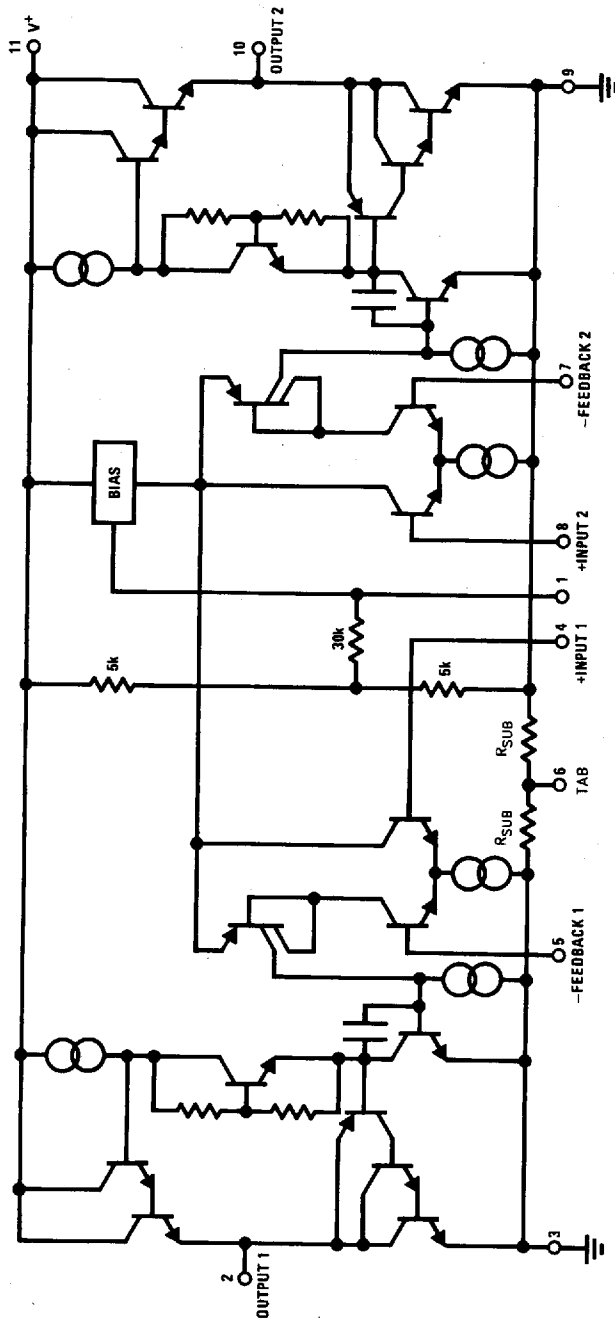 11 V+
2
OUTPUT 1
10
OUTPUT 2
BIAS
5k
30k
5k
RSUB
RSUB
3
5
−FEEDBACK 1
6
TAB
4
+INPUT 1
1
8
+INPUT 2
7
−FEEDBACK 2
9